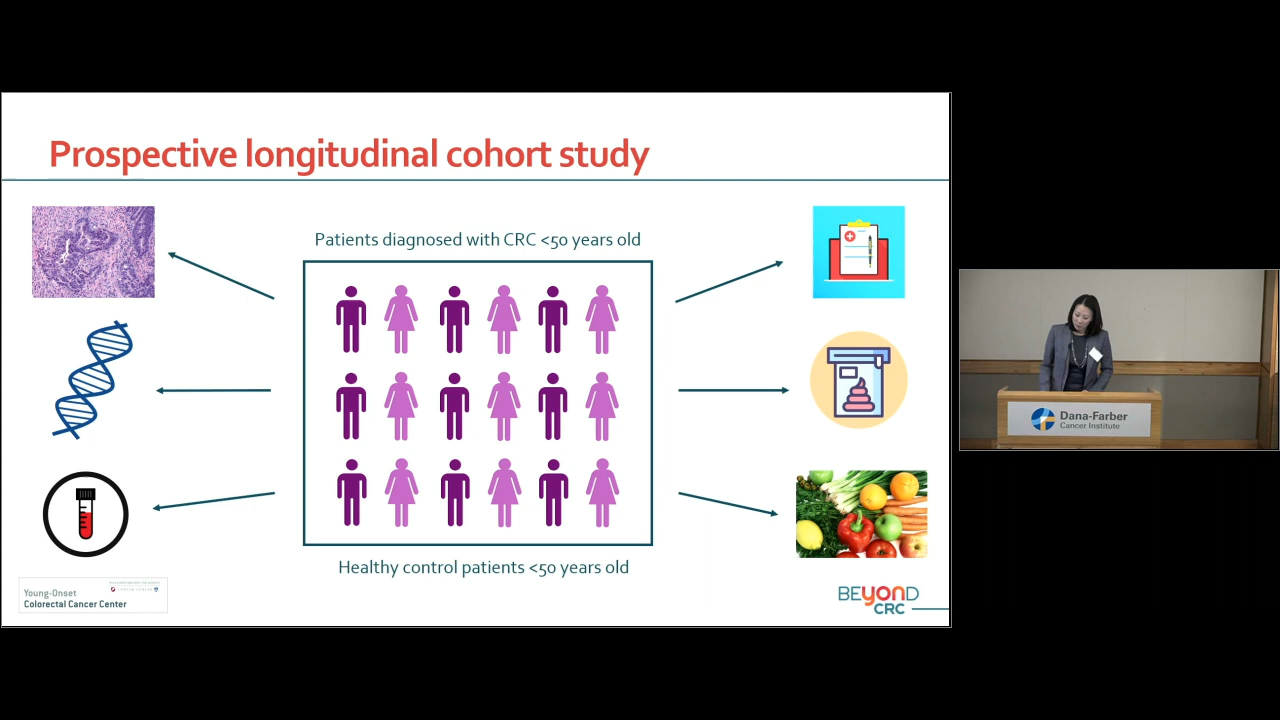 Prospective longitudinal cohort study
Patients diagnosed with CRC <50 years old
Healthy control patients <50 years old
Young-Onset
Colorectal Cancer Center
BEYOND
CRC
Dana-Farber
Cancer Institute